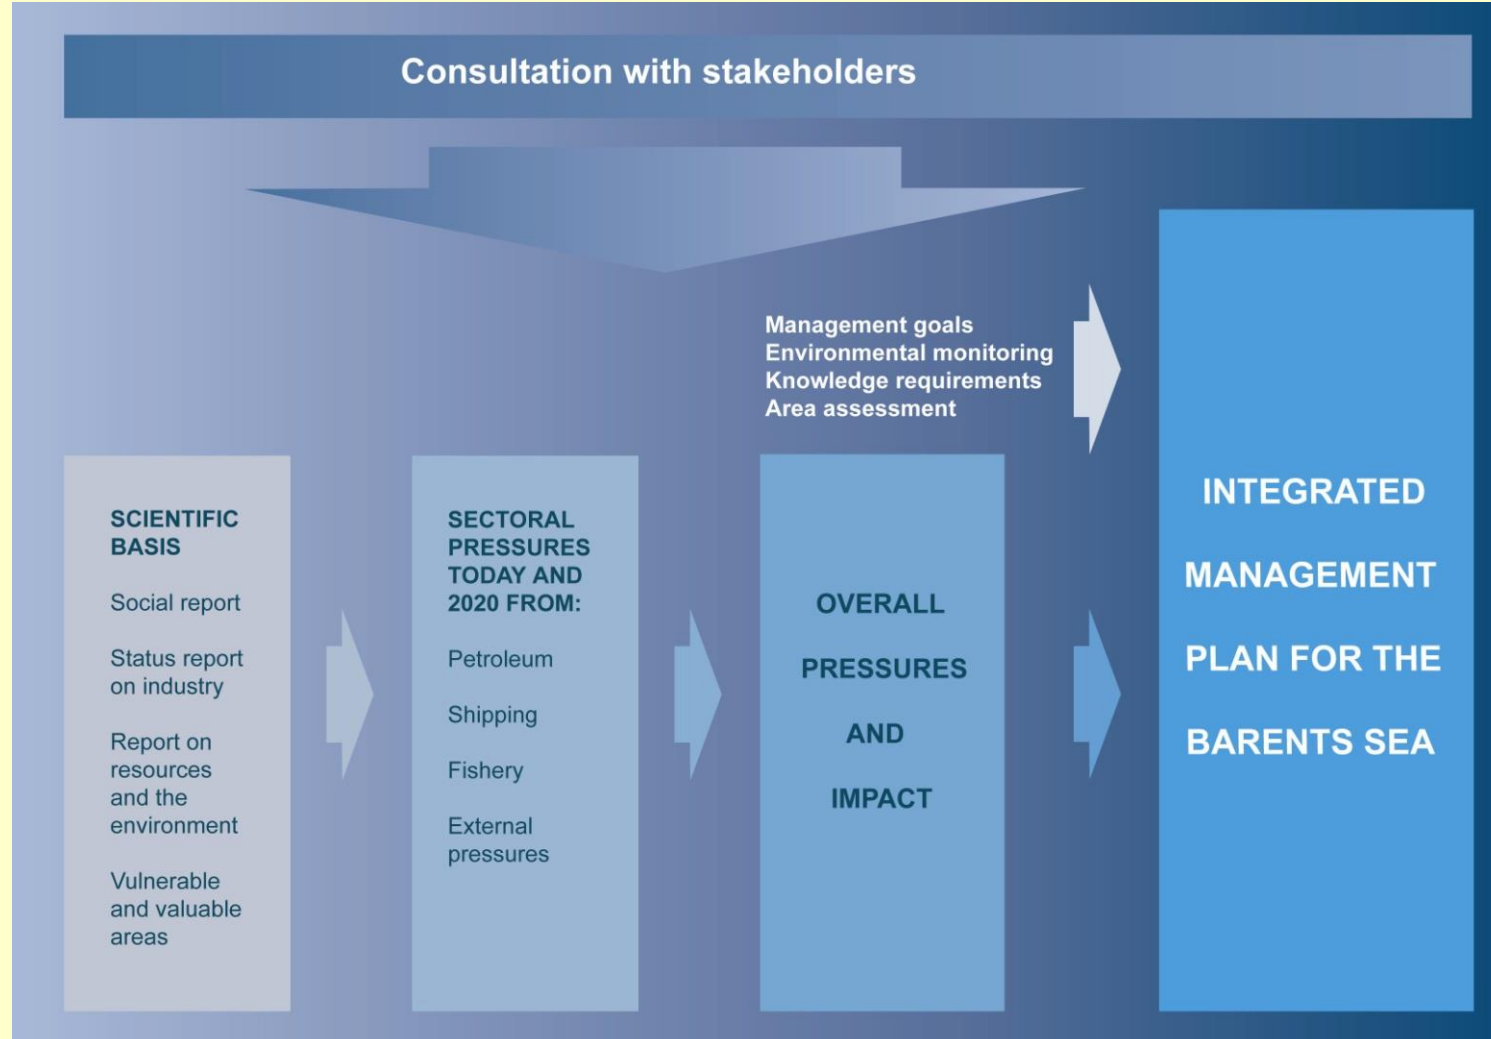 Consultation with stakeholders
Management goals
Environmental monitoring
Knowledge requirements
Area assessment
SCIENTIFIC
BASIS
Social report
Status report
on industry
Report on
resources
and the
environment
Vulnerable
and valuable
areas
SECTORAL
PRESSURES
TODAY AND
2020 FROM:
Petroleum
Shipping
Fishery
External
pressures
OVERALL
PRESSURES
AND
IMPACT
INTEGRATED
MANAGEMENT
PLAN FOR THE
BARENTS SEA